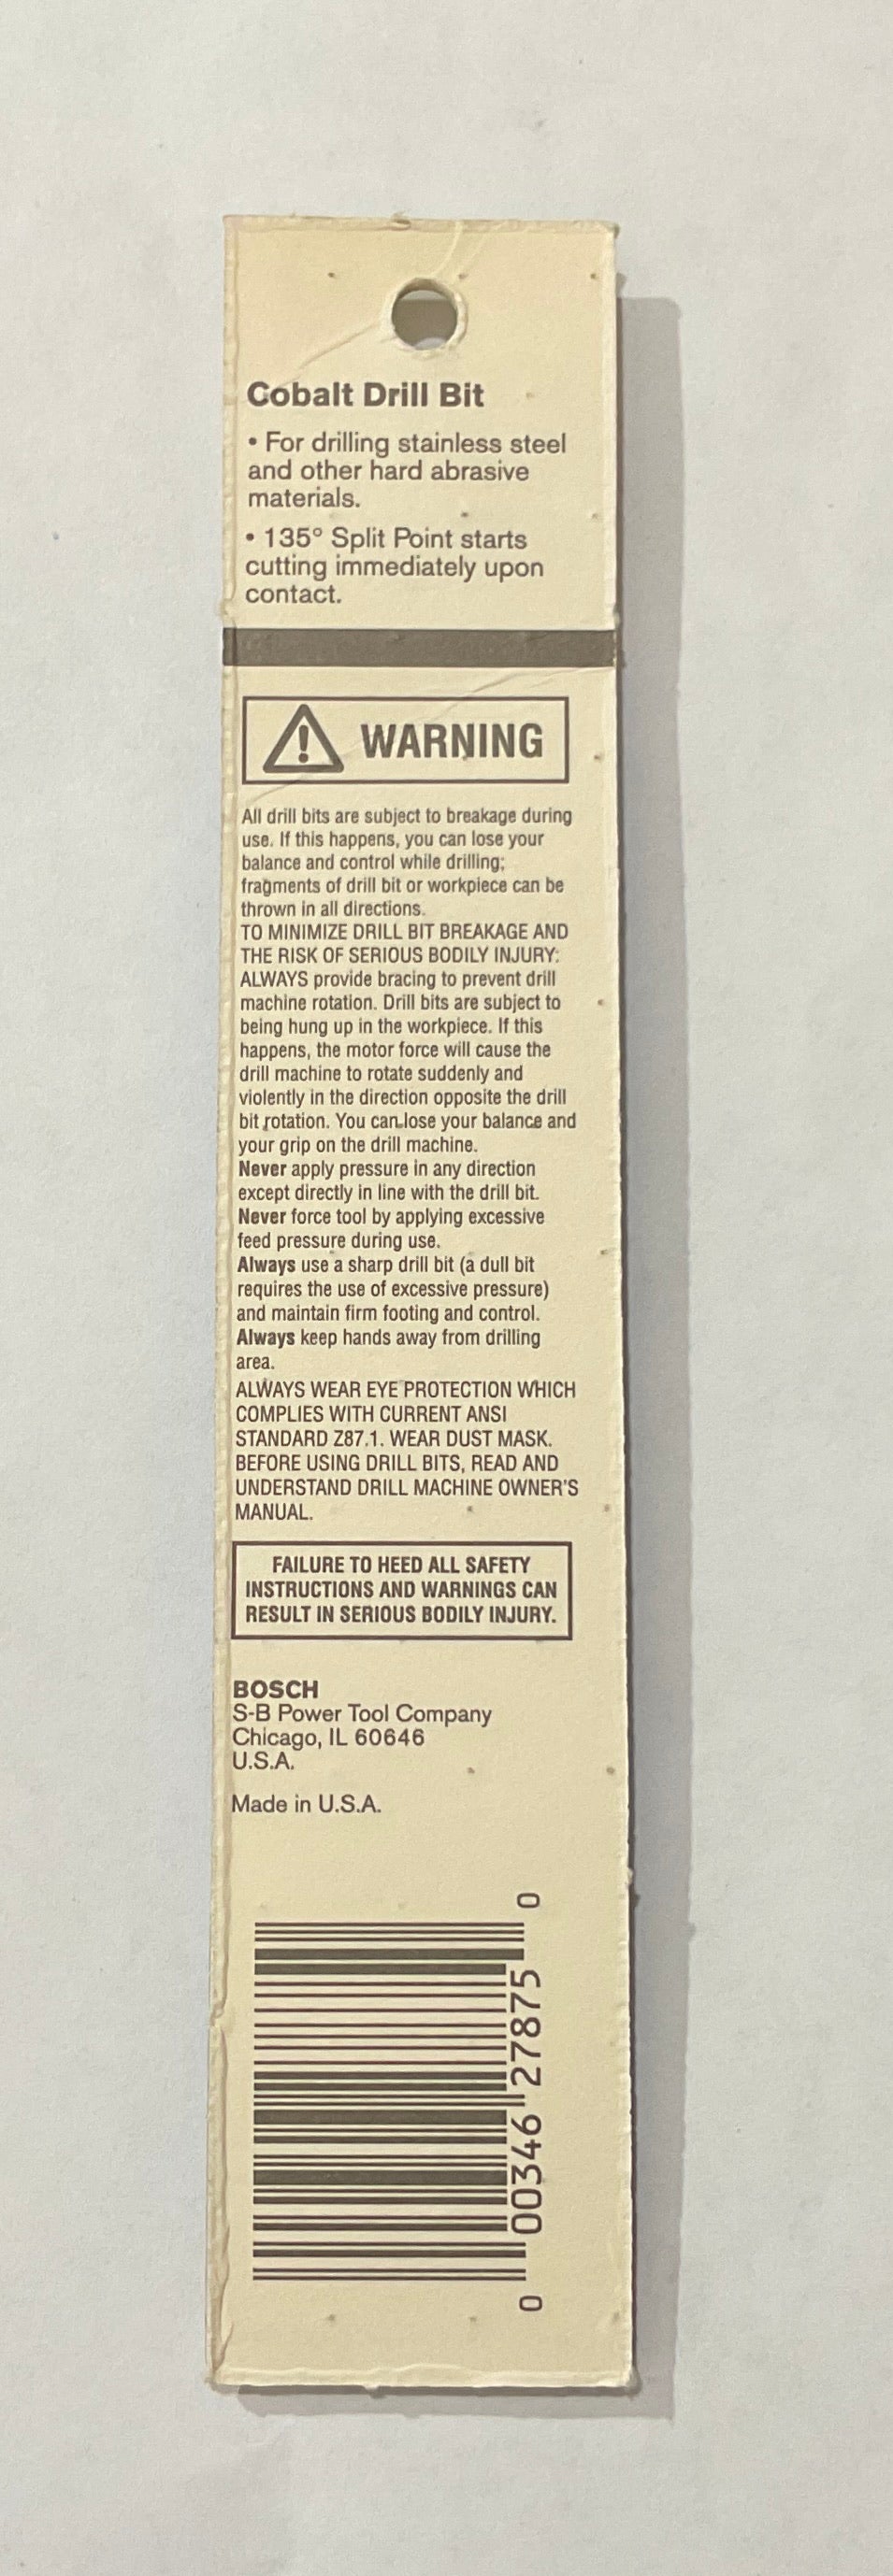 Cobalt Drill Bit
• For drilling stainless steel
and other hard abrasive
materials.
• 135° Split Point starts
cutting immediately upon
contact.
WARNING
All drill bits are subject to breakage during
use. If this happens, you can lose your
balance and control while drilling;
fragments of drill bit or workpiece can be
thrown in all directions.
TO MINIMIZE DRILL BIT BREAKAGE AND
THE RISK OF SERIOUS BODILY INJURY:
ALWAYS provide bracing to prevent drill
machine rotation. Drill bits are subject to
being hung up in the workpiece. If this
happens, the motor force will cause the
drill machine to rotate suddenly and
violently in the direction opposite the drill
bit rotation. You can lose your balance and
your grip on the drill machine.
Never apply pressure in any direction
except directly in line with the drill bit.
Never force tool by applying excessive
feed pressure during use.
Always use a sharp drill bit (a dull bit
requires the use of excessive pressure)
and maintain firm footing and control.
Always keep hands away from drilling
area.
ALWAYS WEAR EYE PROTECTION WHICH
COMPLIES WITH CURRENT ANSI
STANDARD Z87.1. WEAR DUST MASK.
BEFORE USING DRILL BITS, READ AND
UNDERSTAND DRILL MACHINE OWNER'S
MANUAL.
FAILURE TO HEED ALL SAFETY
INSTRUCTIONS AND WARNINGS CAN
RESULT IN SERIOUS BODILY INJURY.
BOSCH
S-B Power Tool Company
Chicago, IL 60646
U.S.A.
Made in U.S.A.
0 00346 27875 0